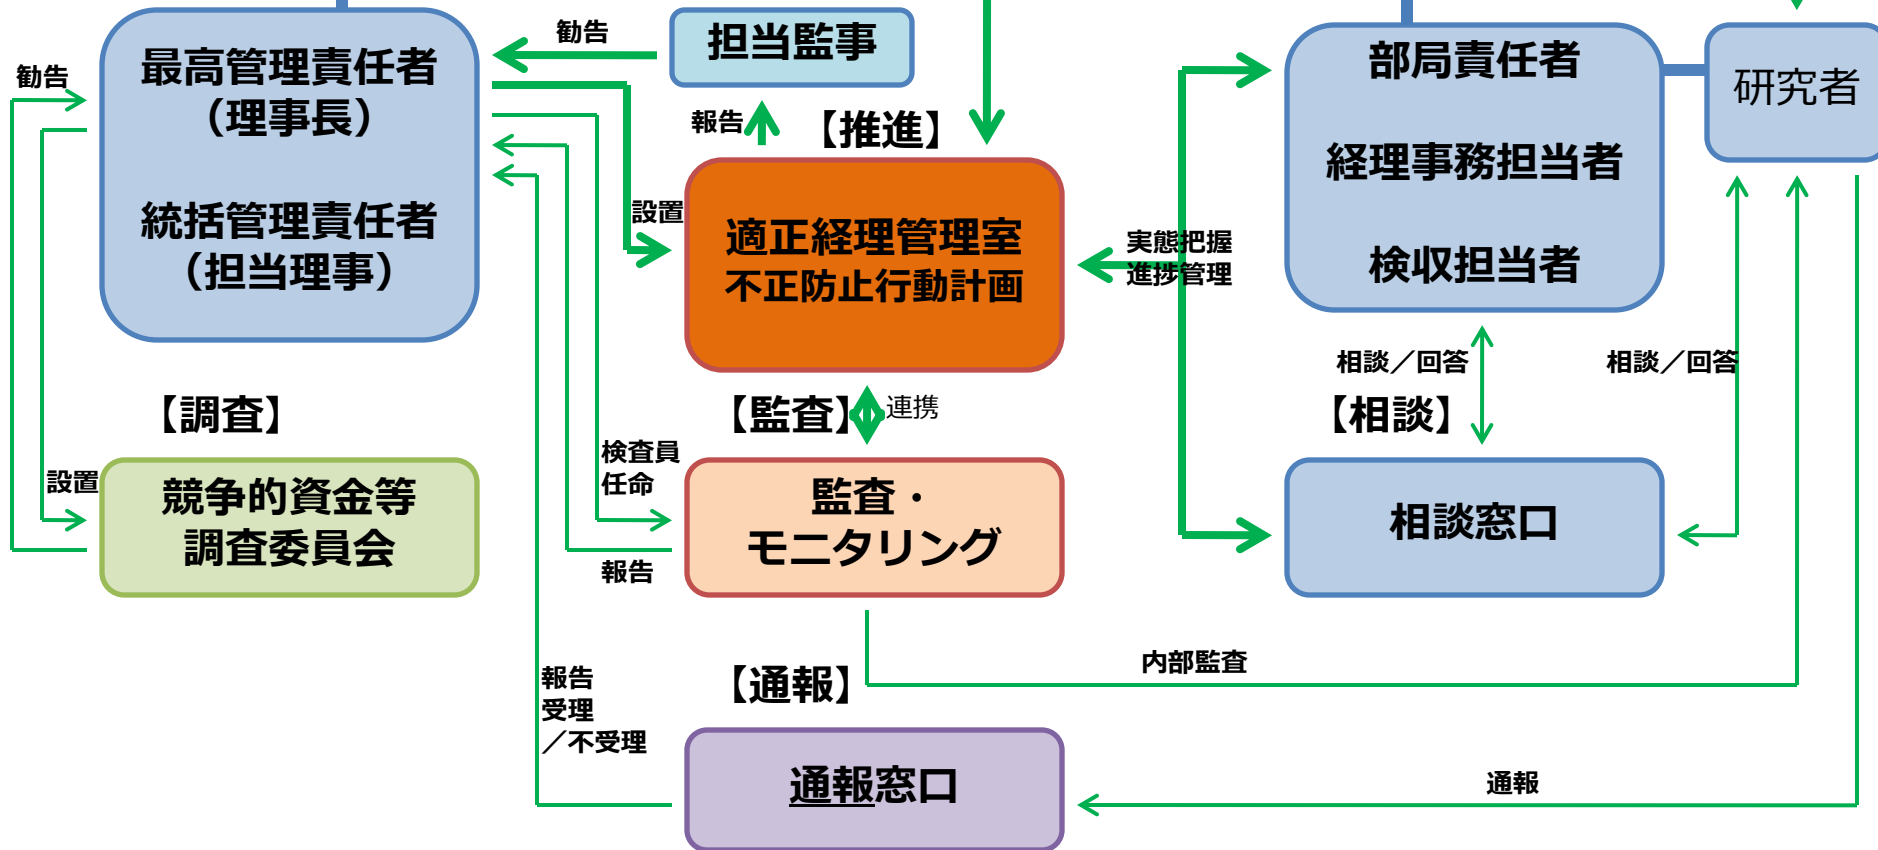 勧告
最高管理責任者
（理事長）
統括管理責任者
（担当理事）
勧告
担当監事
報告
【推進】
設置
適正経理管理室
不正防止行動計画
実態把握
進捗管理
部局責任者
経理事務担当者
検収担当者
研究者
相談／回答
相談／回答
【調査】
【監査】
連携
【相談】
設置
競争的資金等
調査委員会
検査員
任命
監査・
モニタリング
報告
相談窓口
内部監査
報告
受理
／不受理
【通報】
通報窓口
通報